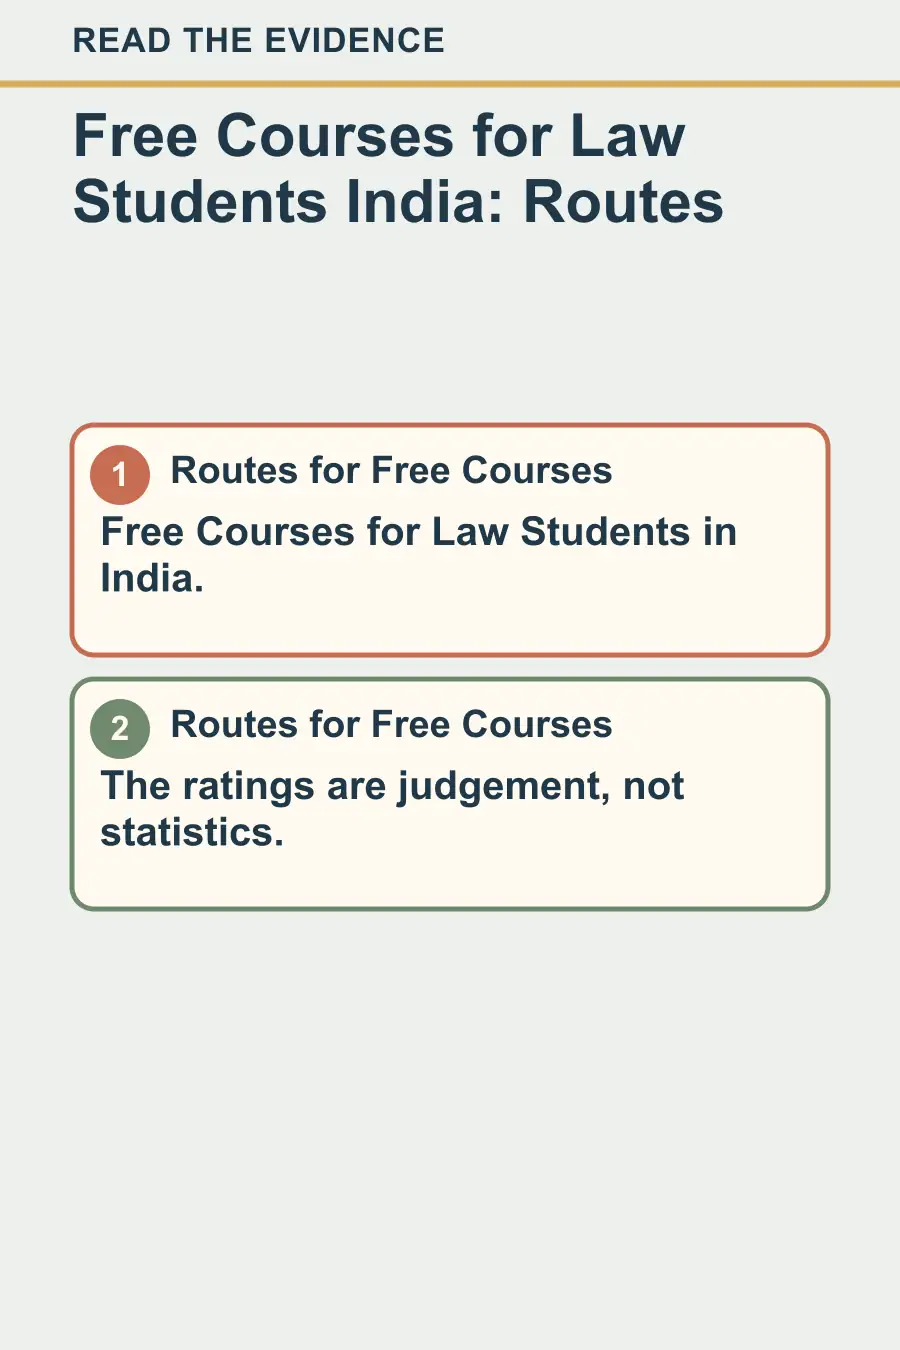 READ THE EVIDENCE
Free Courses for Law
Students India: Routes
1 Routes for Free Courses
Free Courses for Law Students in
India.
2 Routes for Free Courses
The ratings are judgement, not
statistics.